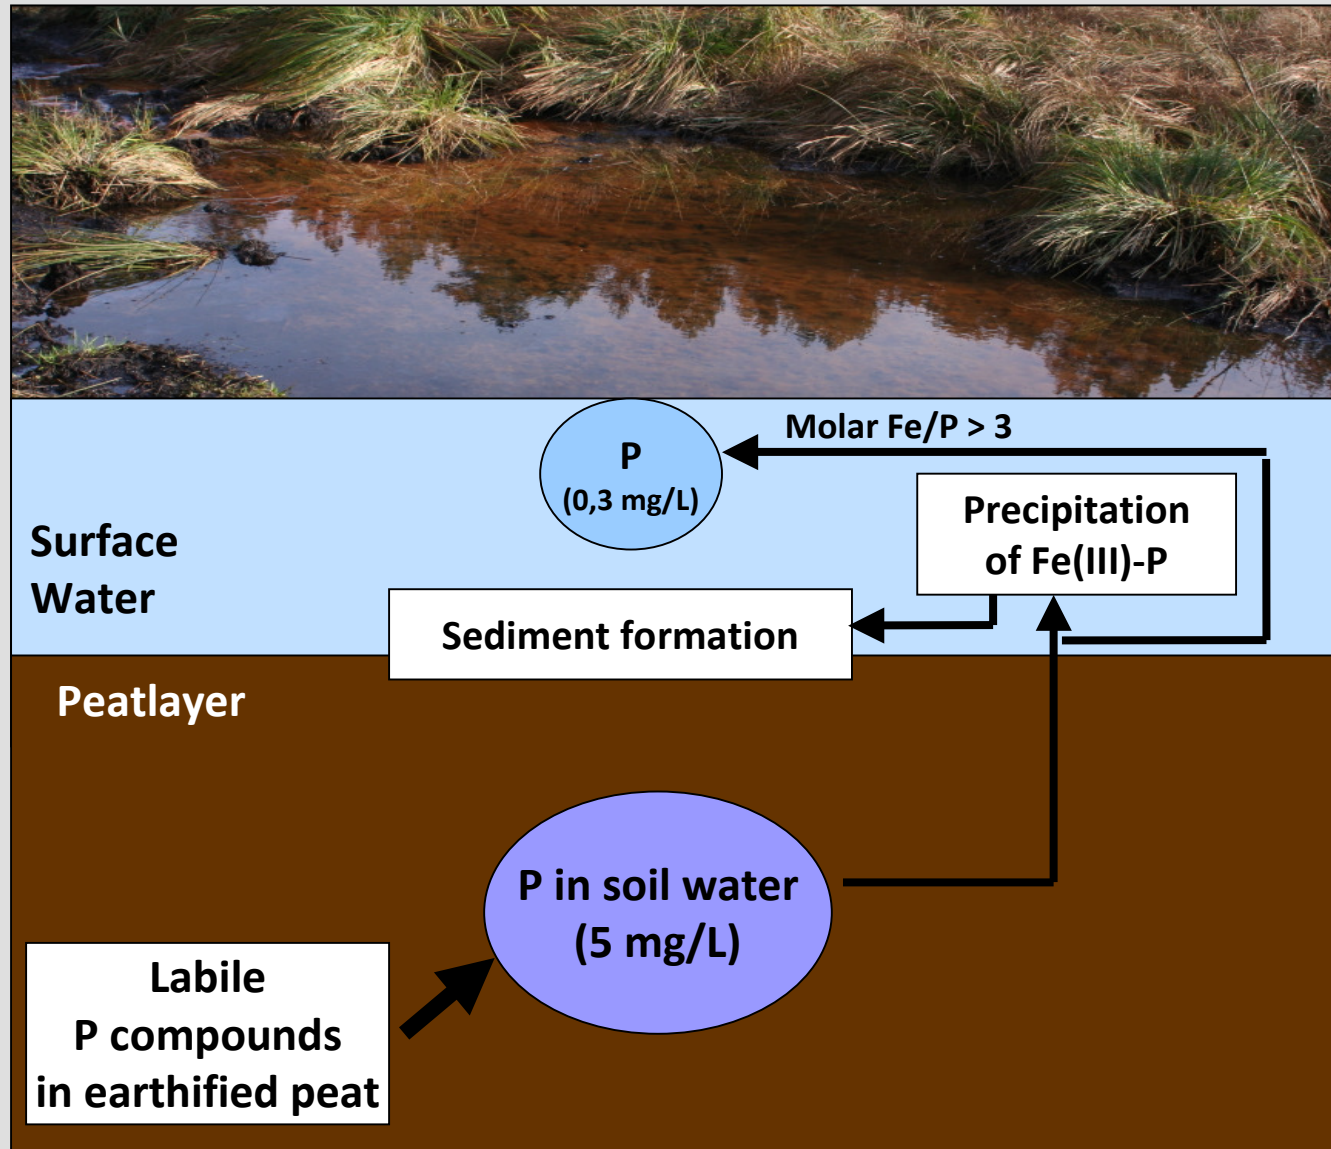 Molar Fe/P > 3
P
(0,3 mg/L)
Precipitation
of Fe(III)-P
Surface
Water
Sediment formation
Peatlayer
P in soil water
(5 mg/L)
Labile
P compounds
in earthified peat